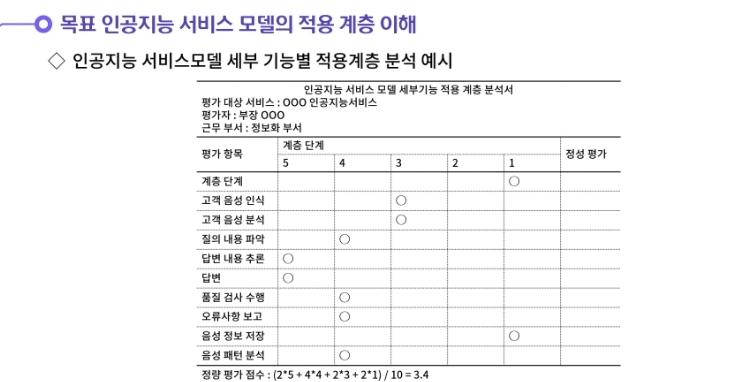 목표 인공지능 서비스 모델의 적용 계층 이해
◇ 인공지능 서비스모델 세부 기능별 적용계층 분석 예시
인공지능 서비스 모델 세부기능 적용 계층 분석서
평가 대상 서비스 : OOO 인공지능서비스
평가자 : 부장 OOO
근무 부서 : 정보화 부서
평가 항목 계층 단계 정성 평가
5 4 3 2 1
계층 단계 ○
고객 음성 인식 ○
고객 음성 분석 ○
질의 내용 파악 ○
답변 내용 추론 ○
답변 ○
품질 검사 수행 ○
오류사항 보고 ○
음성 정보 저장 ○
음성 패턴 분석 ○
정량 평가 점수 : (2*5 + 4*4 + 2*3 + 2*1) / 10 = 3.4